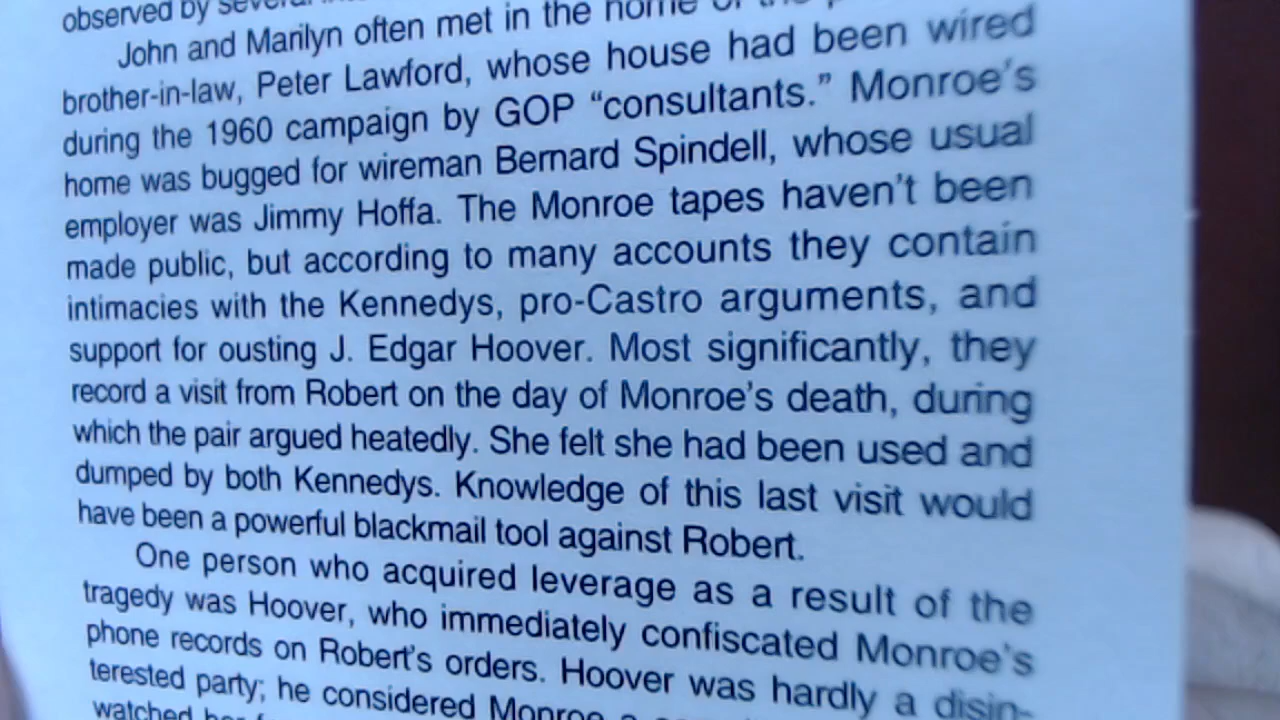 observed by several
John and Marilyn often met in the home of the
brother-in-law, Peter Lawford, whose house had been wired
during the 1960 campaign by GOP “consultants.” Monroe’s
home was bugged for wireman Bernard Spindell, whose usual
employer was Jimmy Hoffa. The Monroe tapes haven’t been
made public, but according to many accounts they contain
intimacies with the Kennedys, pro-Castro arguments, and
support for ousting J. Edgar Hoover. Most significantly, they
record a visit from Robert on the day of Monroe’s death, during
which the pair argued heatedly. She felt she had been used and
dumped by both Kennedys. Knowledge of this last visit would
have been a powerful blackmail tool against Robert.
One person who acquired leverage as a result of the
tragedy was Hoover, who immediately confiscated Monroe’s
phone records on Robert’s orders. Hoover was hardly a disin-
terested party; he considered Monroe a
watched her